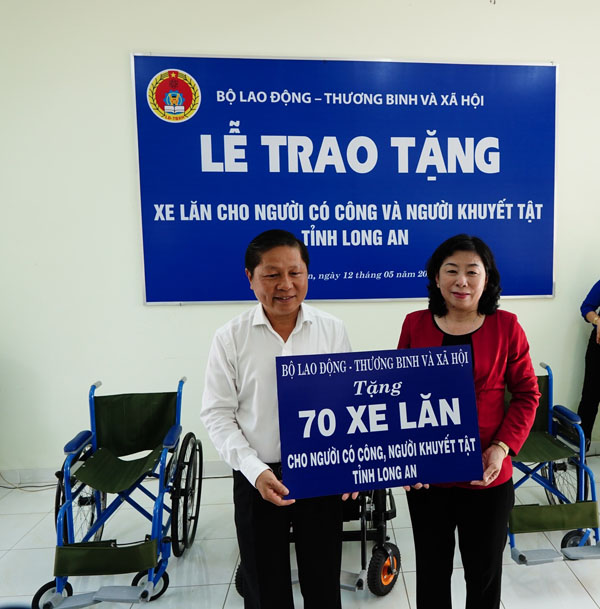 BỘ LAO ĐỘNG – THƯƠNG BINH VÀ XÃ HỘI
LỄ TRAO TẶNG
XE LĂN CHO NGƯỜI CÓ CÔNG VÀ NGƯỜI KHUYẾT TẬT
TỈNH LONG AN
ngày 12 tháng 05 năm
BỘ LAO ĐỘNG - THƯƠNG BINH VÀ XÃ HỘI
Tặng
70 XE LĂN
CHO NGƯỜI CÓ CÔNG, NGƯỜI KHUYẾT TẬT
TỈNH LONG AN